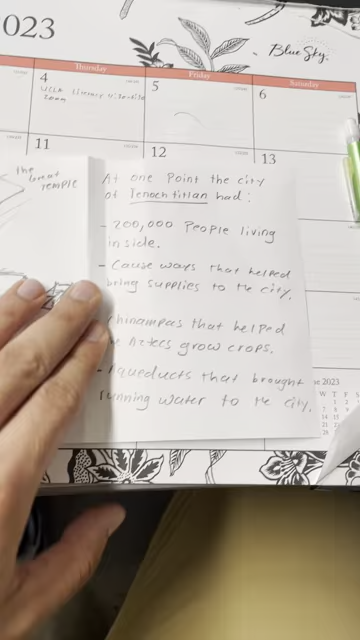 2023
Blue Sky.
Thursday
Friday
Saturday
4
5
6
UCLA Literacy
11
12
13
the great
temple
At one Point the city
of Tenochtitlan had:
- 200,000 People living
inside.
- Cause ways that helped
bring supplies to the city.
chinampas that helped
the Aztecs grow crops.
- Aqueducts that brought
running water to the city.
June 2023
W T F S